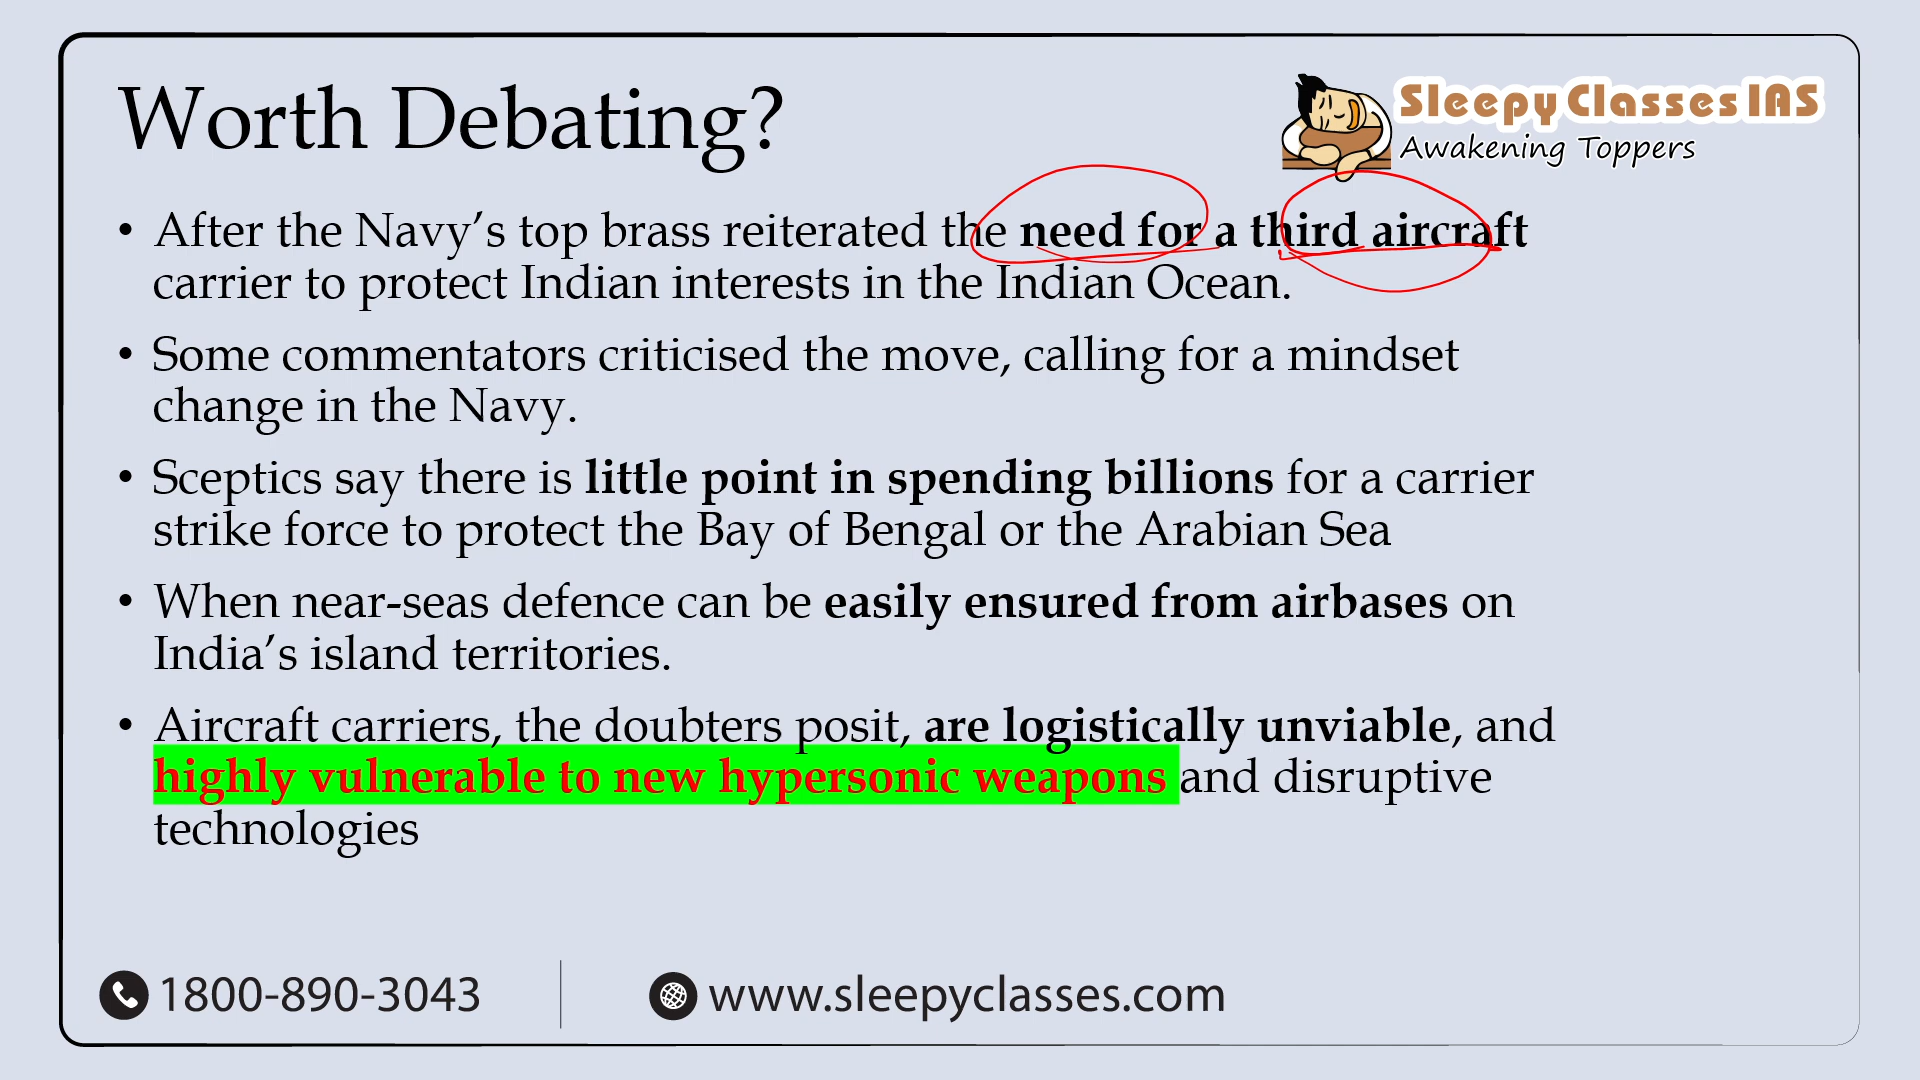 Worth Debating?
Sleepy Classes IAS
Awakening Toppers
• After the Navy’s top brass reiterated the need for a third aircraft
carrier to protect Indian interests in the Indian Ocean.
• Some commentators criticised the move, calling for a mindset
change in the Navy.
• Sceptics say there is little point in spending billions for a carrier
strike force to protect the Bay of Bengal or the Arabian Sea
• When near-seas defence can be easily ensured from airbases on
India’s island territories.
• Aircraft carriers, the doubters posit, are logistically unviable, and
highly vulnerable to new hypersonic weapons and disruptive
technologies
1800-890-3043
www.sleepyclasses.com